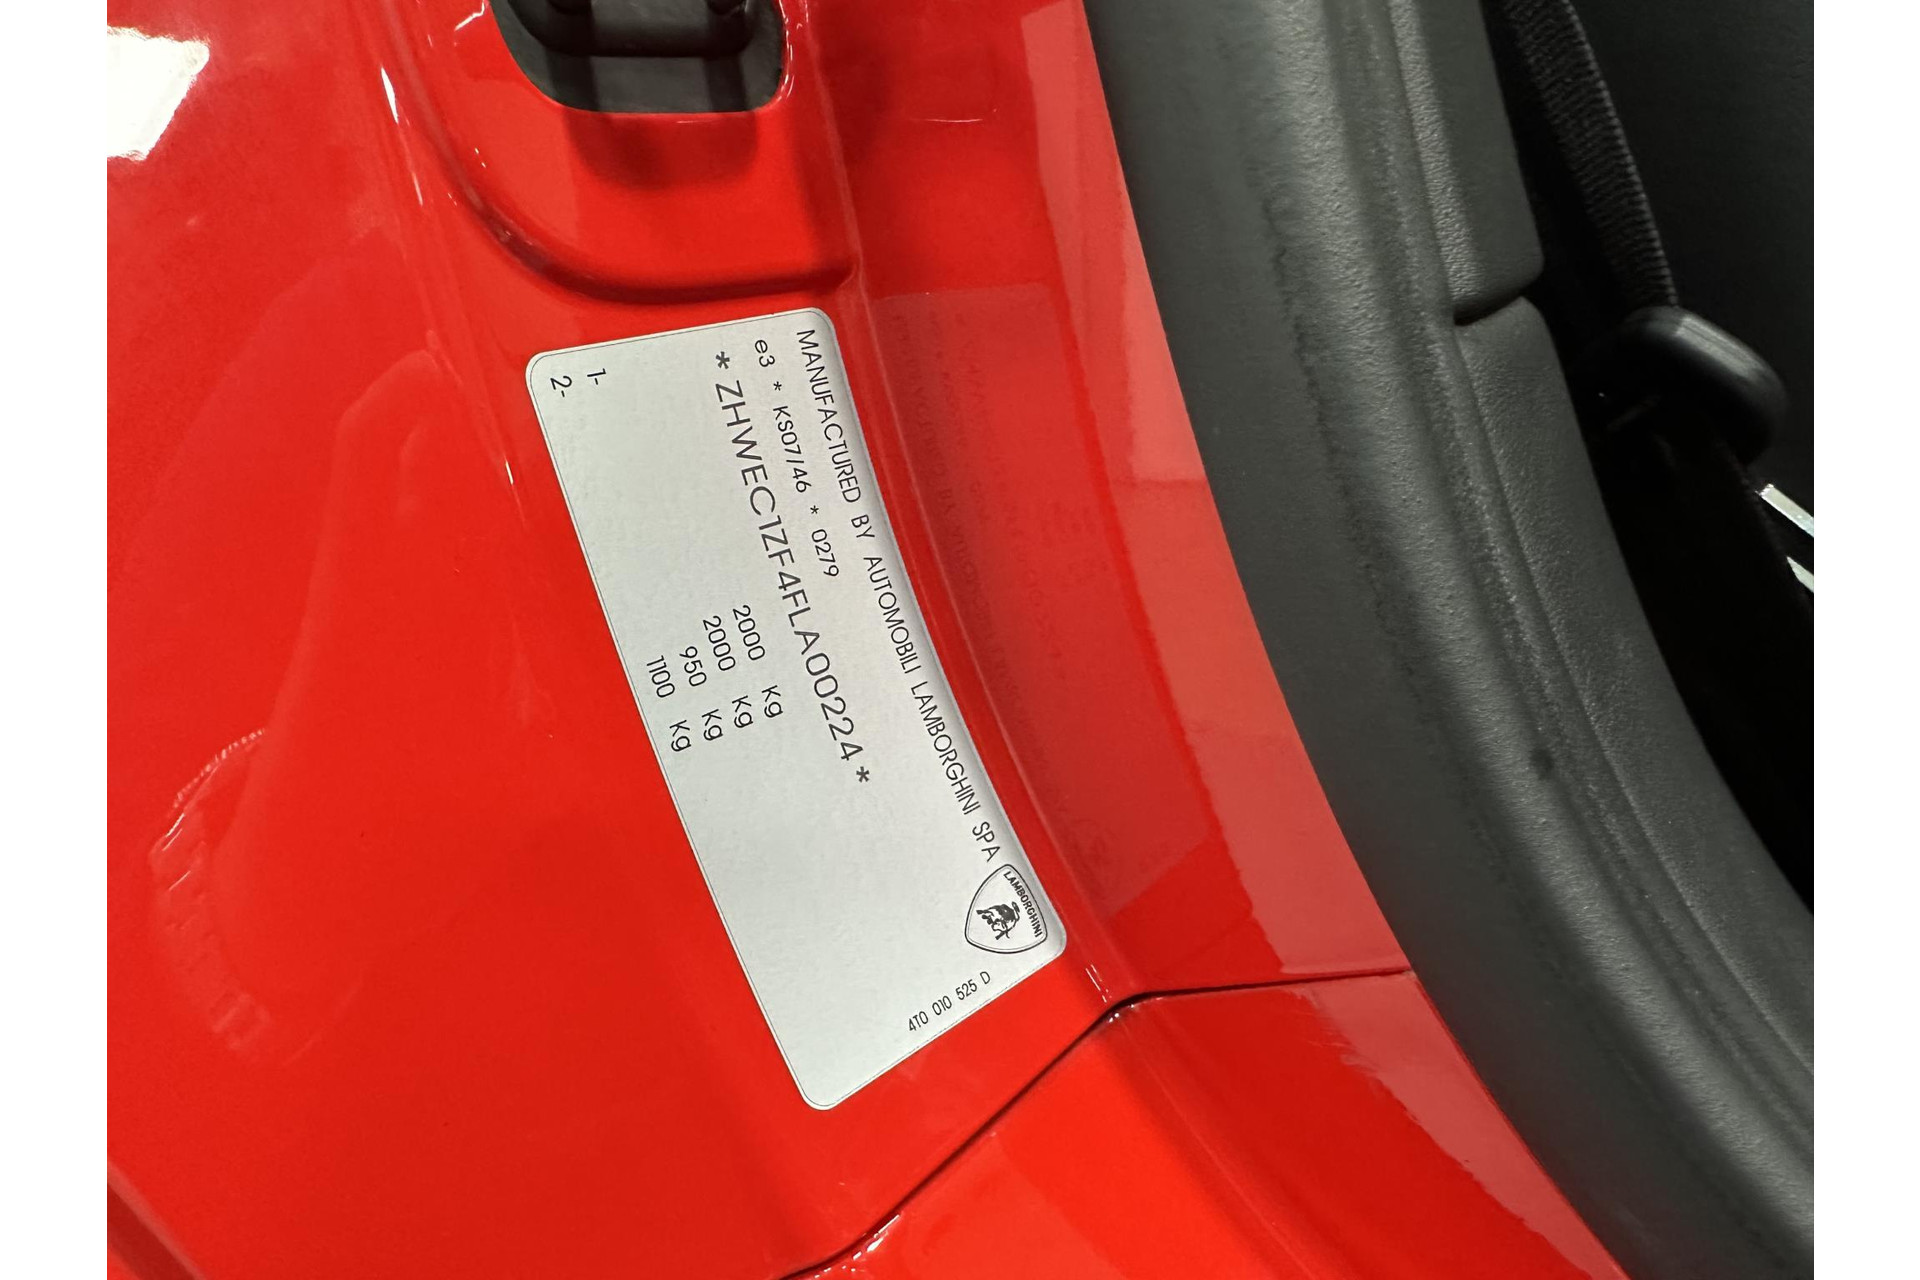 MANUFACTURED BY AUTOMOBILI LAMBORGHINI SPA
LAMBORGHINI
e3 * KS07/46 * 0279
*ZHWEC1ZF4FLA00224*
2000 Kg
2000 Kg
1- 950 Kg
2- 1100 Kg
4T0 010 525 D